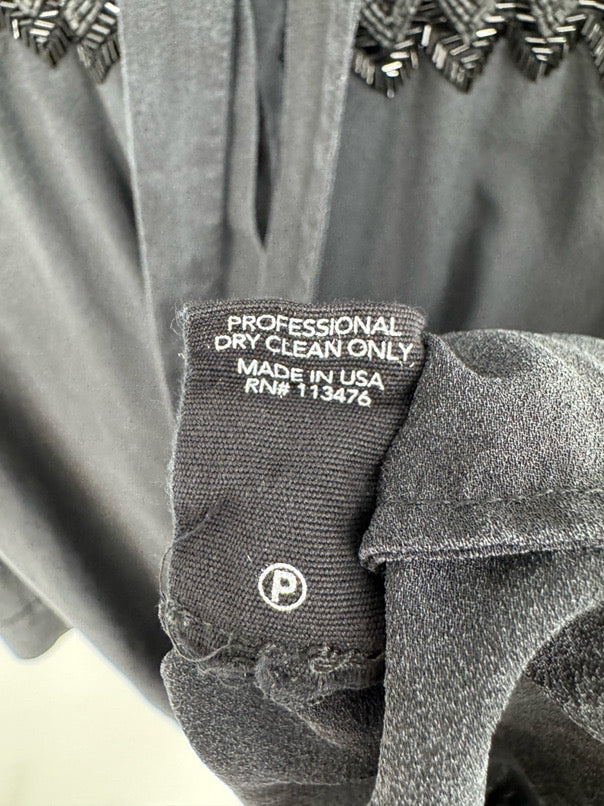 PROFESSIONAL
DRY CLEAN ONLY
MADE IN USA
RN# 113476
P